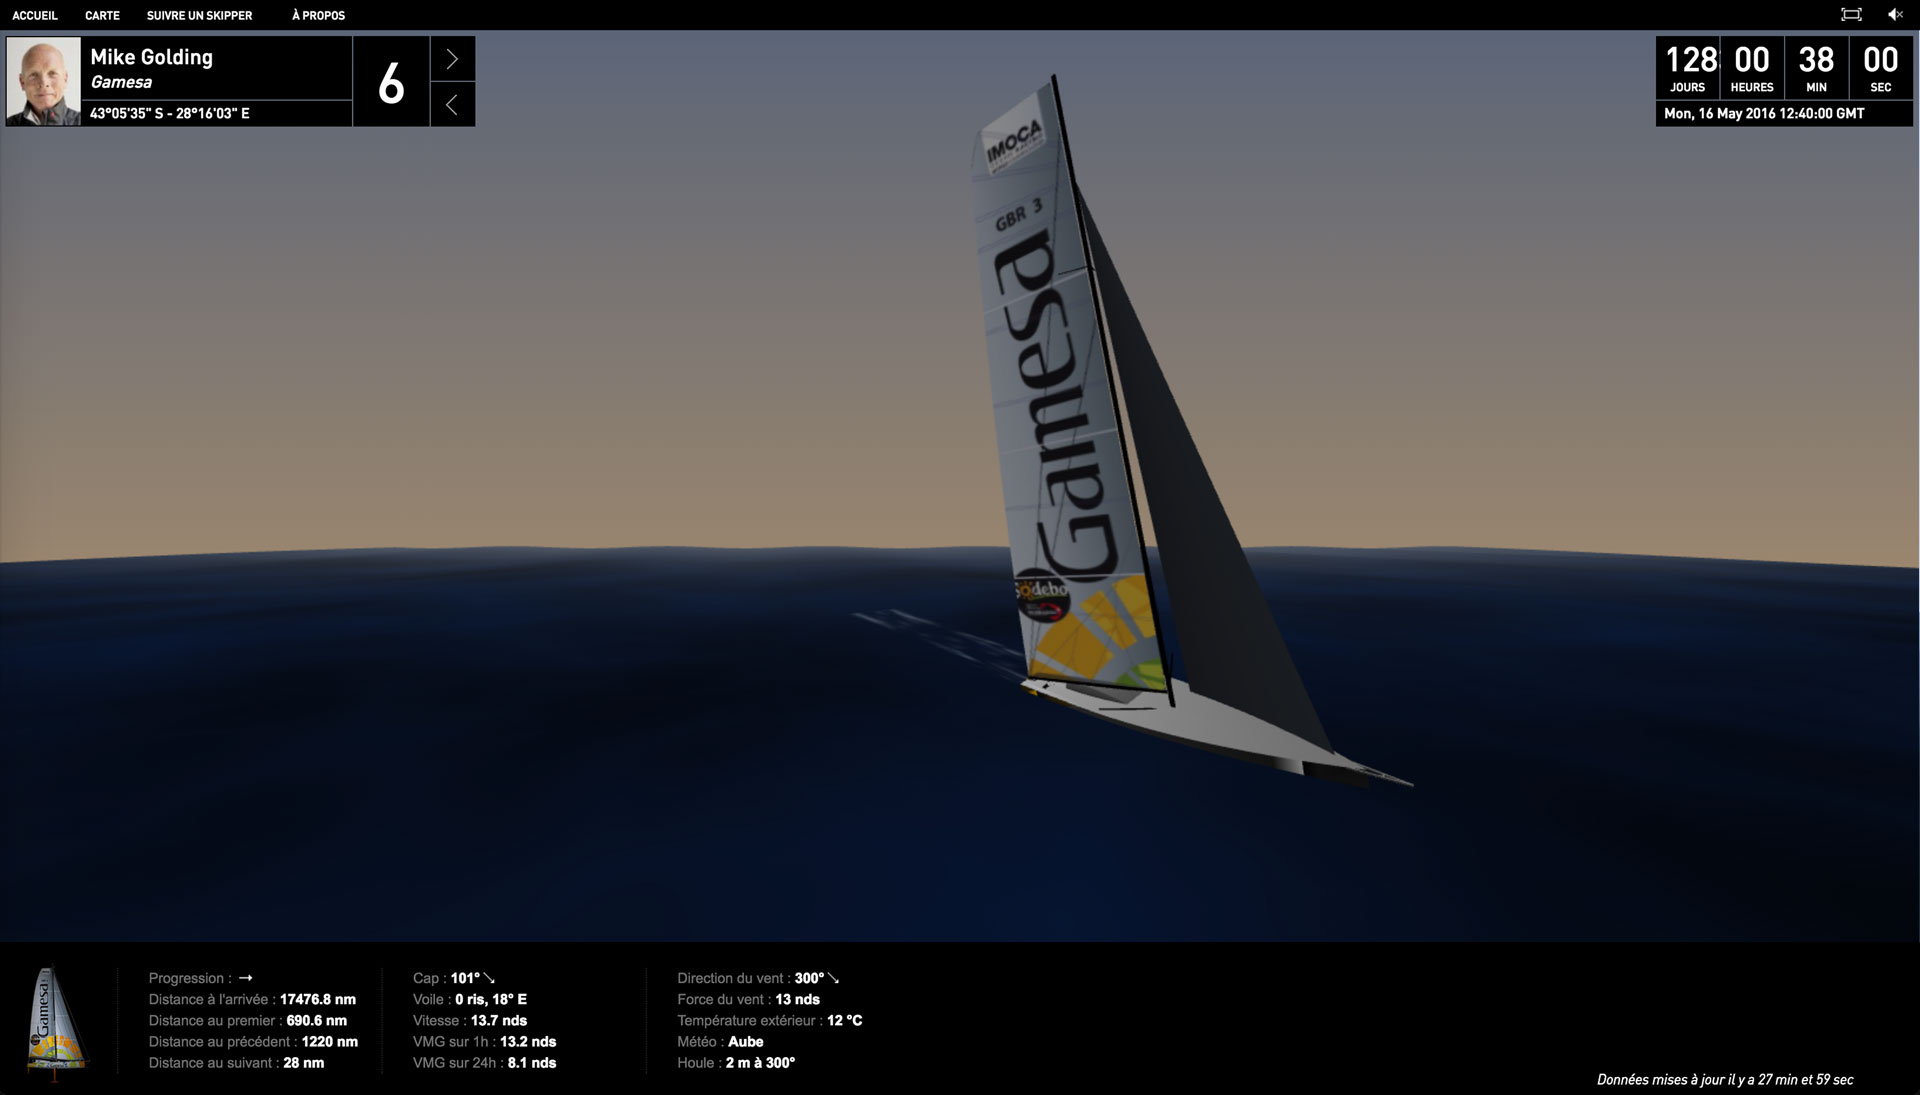 ACCUEIL CARTE SUIVRE UN SKIPPER À PROPOS
Mike Golding
Gamesa
43°05'35" S - 28°16'03" E
6
128 00 38 00
JOURS HEURES MIN SEC
Mon, 16 May 2016 12:40:00 GMT
IMOCA
GBR 3
Gamesa
Sodebo
Gamesa
Progression : →
Distance à l'arrivée : 17476.8 nm
Distance au premier : 690.6 nm
Distance au précédent : 1220 nm
Distance au suivant : 28 nm
Cap : 101° ↘
Voile : 0 ris, 18° E
Vitesse : 13.7 nds
VMG sur 1h : 13.2 nds
VMG sur 24h : 8.1 nds
Direction du vent : 300° ↘
Force du vent : 13 nds
Température extérieur : 12 °C
Météo : Aube
Houle : 2 m à 300°
Données mises à jour il y a 27 min et 59 sec